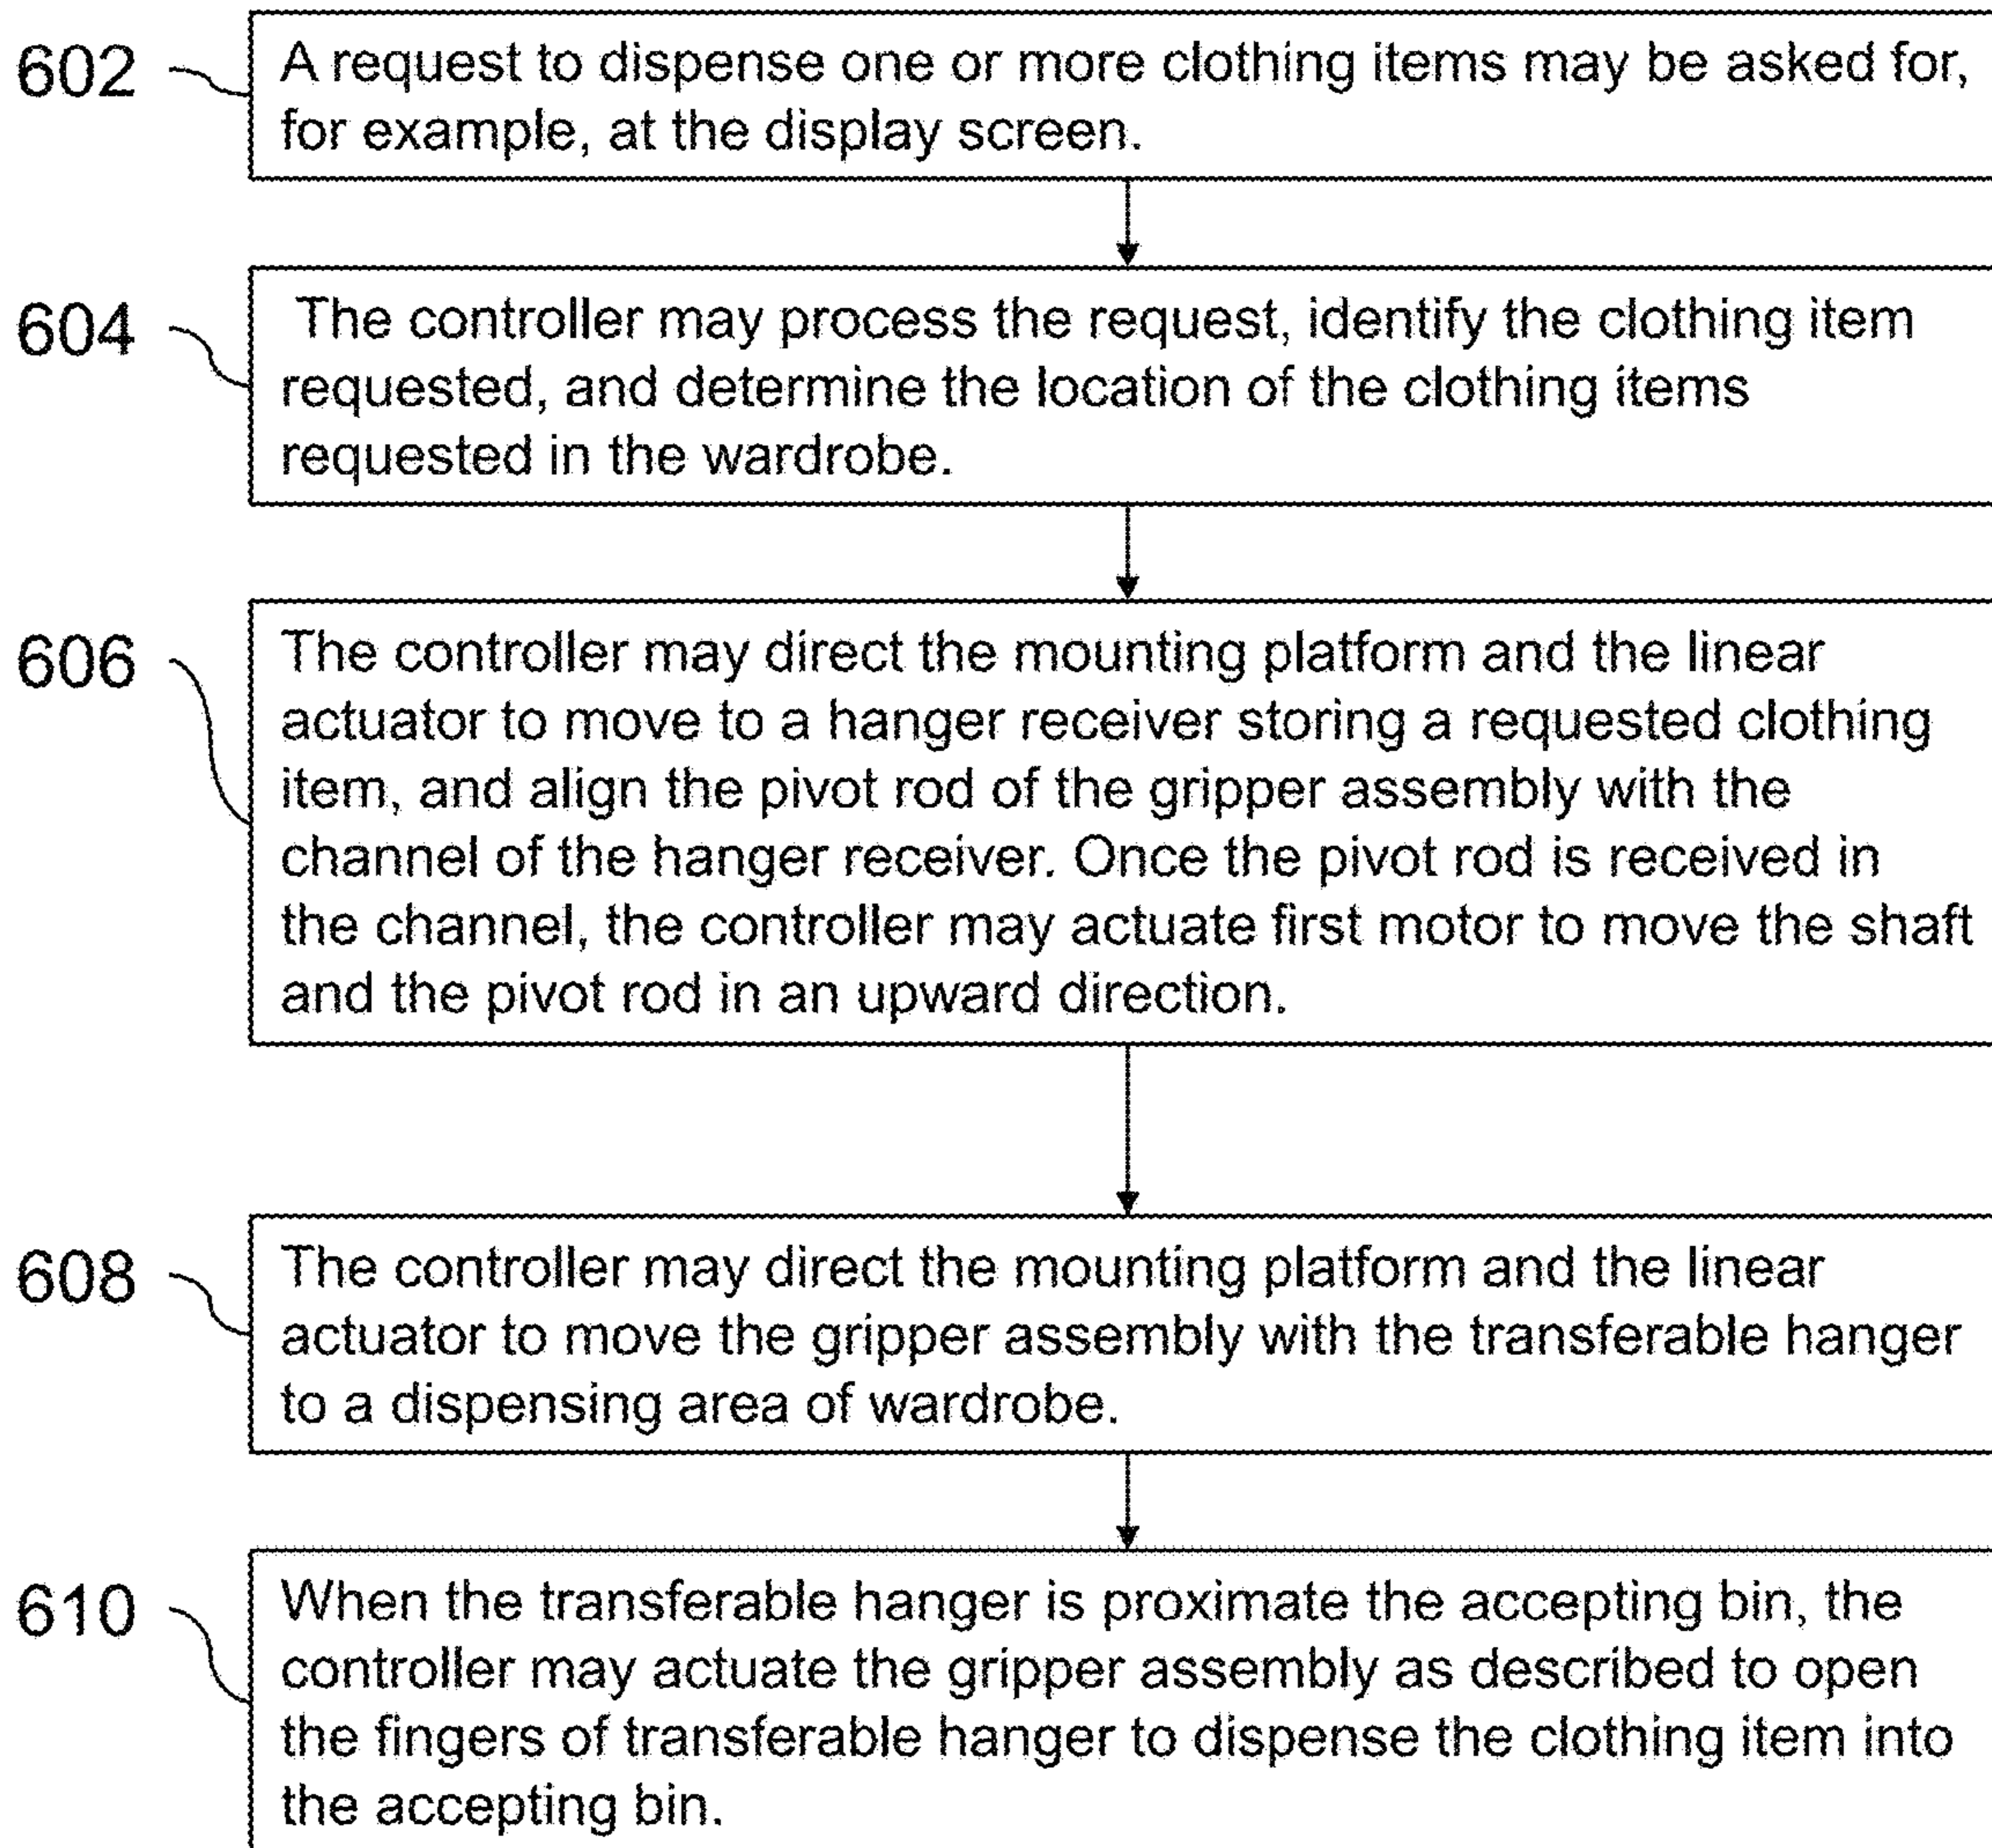 602
A request to dispense one or more clothing items may be asked for,
for example, at the display screen.
604
The controller may process the request, identify the clothing item
requested, and determine the location of the clothing items
requested in the wardrobe.
606
The controller may direct the mounting platform and the linear
actuator to move to a hanger receiver storing a requested clothing
item, and align the pivot rod of the gripper assembly with the
channel of the hanger receiver. Once the pivot rod is received in
the channel, the controller may actuate first motor to move the shaft
and the pivot rod in an upward direction.
608
The controller may direct the mounting platform and the linear
actuator to move the gripper assembly with the transferable hanger
to a dispensing area of wardrobe.
610
When the transferable hanger is proximate the accepting bin, the
controller may actuate the gripper assembly as described to open
the fingers of transferable hanger to dispense the clothing item into
the accepting bin.